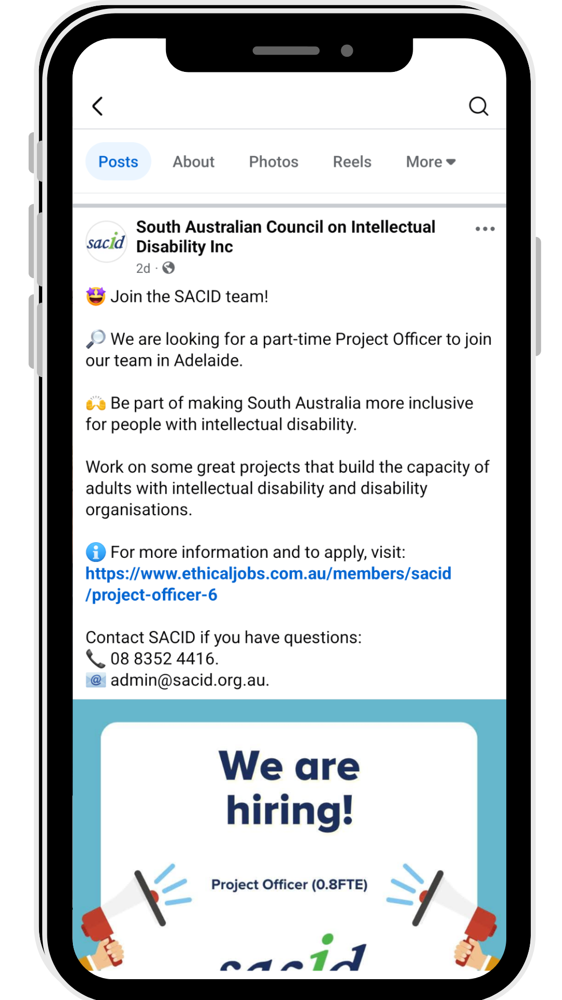 Posts About Photos Reels More
sacid
South Australian Council on Intellectual
Disability Inc
2d ·
🤩 Join the SACID team!
🔎 We are looking for a part-time Project Officer to join
our team in Adelaide.
🙌 Be part of making South Australia more inclusive
for people with intellectual disability.
Work on some great projects that build the capacity of
adults with intellectual disability and disability
organisations.
ℹ️ For more information and to apply, visit:
https://www.ethicaljobs.com.au/members/sacid
/project-officer-6
Contact SACID if you have questions:
📞 08 8352 4416.
📧 admin@sacid.org.au.
We are
hiring!
Project Officer (0.8FTE)
sacid